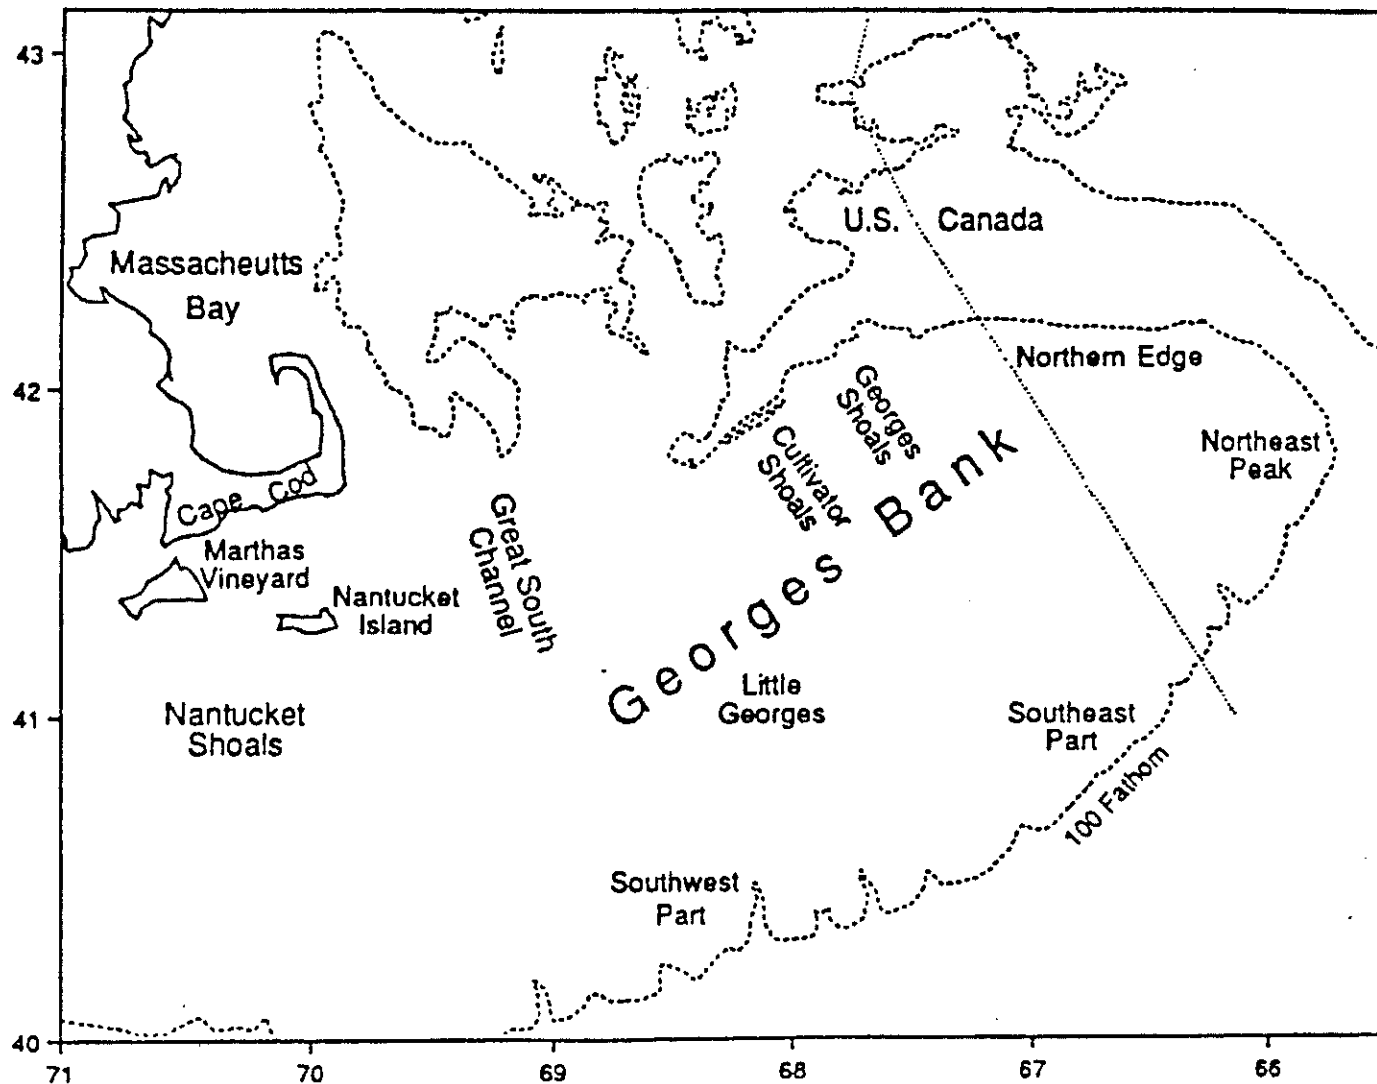 43
U.S. Canada
Massacheutts
Bay
Northern Edge
42
Georges
Shoals
Cultivator
Shoals
Northeast
Peak
Cape Cod
Great South
Channel
Georges Bank
Marthas
Vineyard
Nantucket
Island
Little
Georges
41
Nantucket
Shoals
Southeast
Part
100 Fathom
Southwest
Part
40
71 70 69 68 67 66